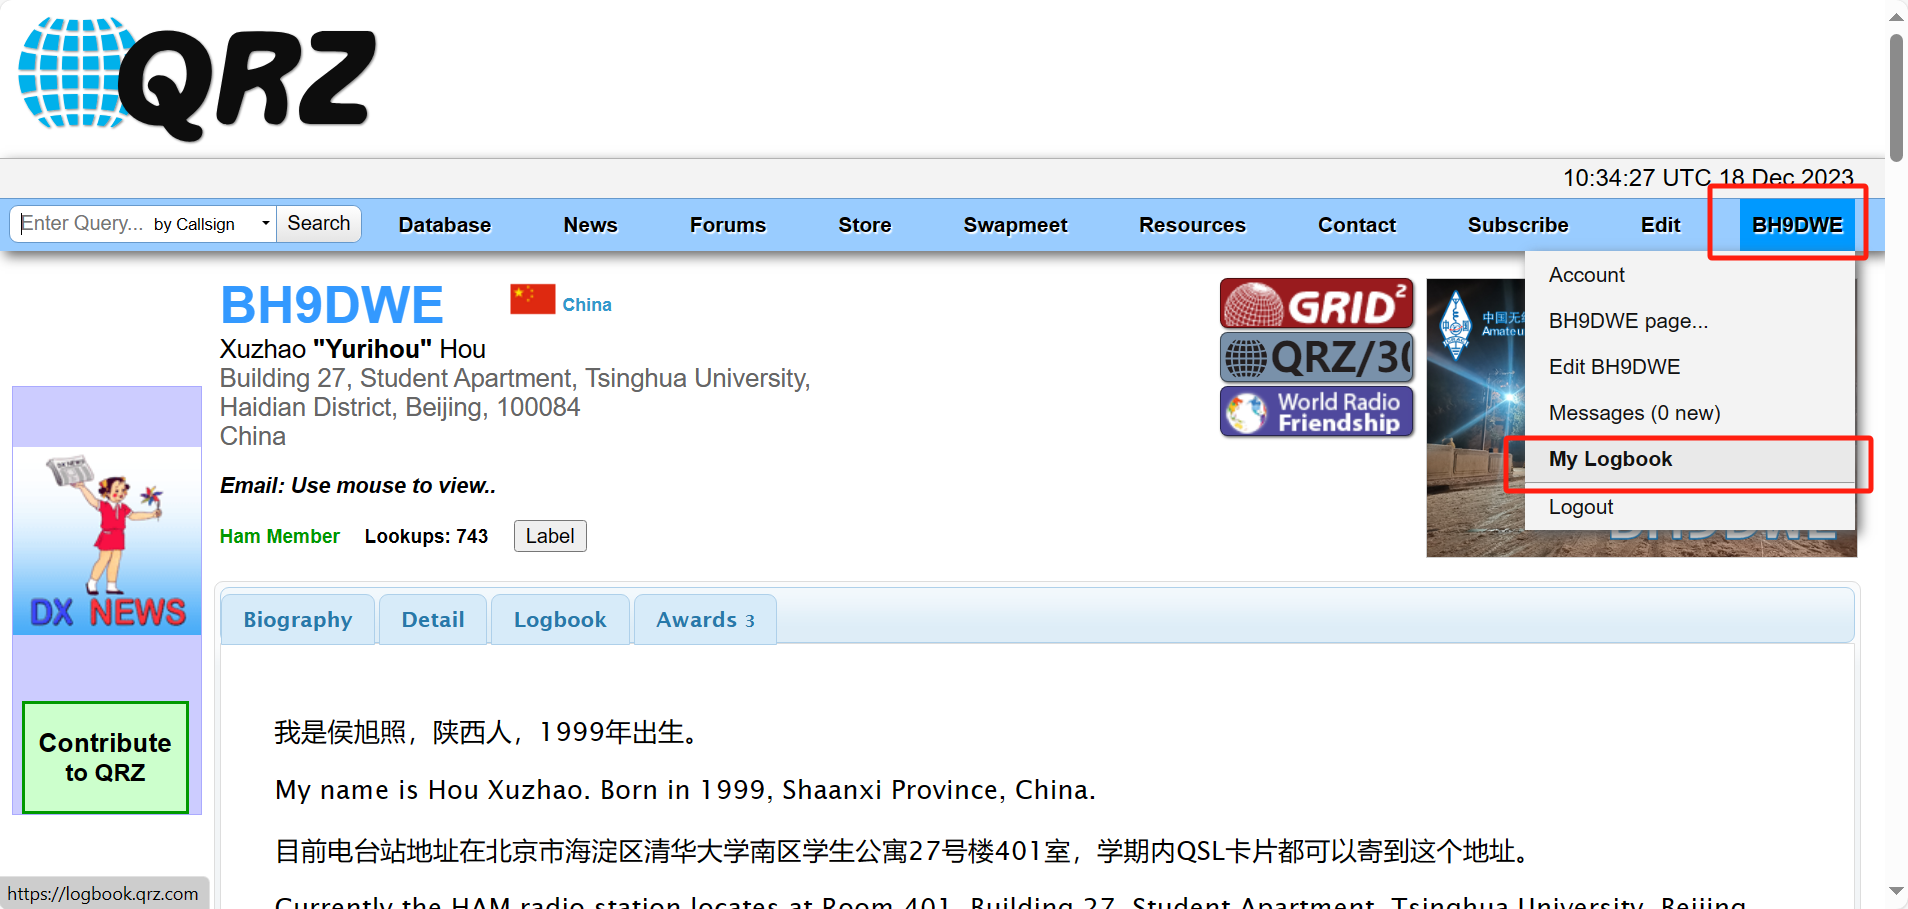 QRZ
10:34:27 UTC 18 Dec 2023
Enter Query... by Callsign Search Database News Forums Store Swapmeet Resources Contact Subscribe Edit BH9DWE
Account
BH9DWE page...
Edit BH9DWE
Messages (0 new)
My Logbook
Logout
BH9DWE China
Xuzhao "Yurihou" Hou
Building 27, Student Apartment, Tsinghua University,
Haidian District, Beijing, 100084
China
Email: Use mouse to view..
Ham Member Lookups: 743 Label
GRID2
QRZ/30
World Radio
Friendship
中国无
Amateu
BH9DWE
DX NEWS
DX NEWS
Contribute
to QRZ
Biography Detail Logbook Awards 3
我是侯旭照，陕西人，1999年出生。
My name is Hou Xuzhao. Born in 1999, Shaanxi Province, China.
目前电台站地址在北京市海淀区清华大学南区学生公寓27号楼401室，学期内QSL卡片都可以寄到这个地址。
Currently the HAM radio station locates at Room 401, Building 27, Student Apartment, Tsinghua University, Beijing
https://logbook.qrz.com